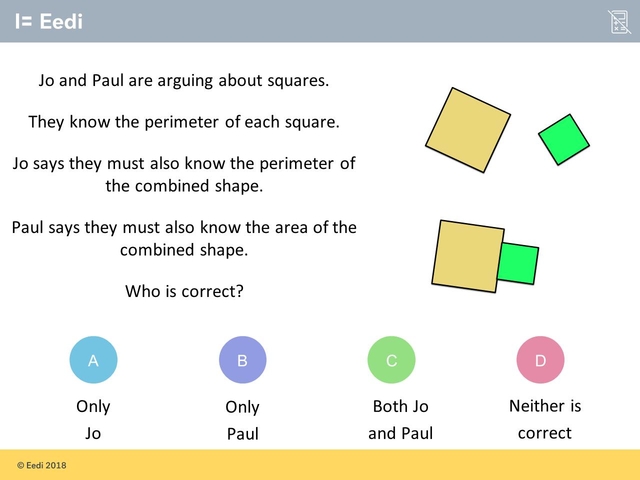 I= Eedi
Jo and Paul are arguing about squares.
They know the perimeter of each square.
Jo says they must also know the perimeter of
the combined shape.
Paul says they must also know the area of the
combined shape.
Who is correct?
A
B
C
D
Only
Jo
Only
Paul
Both Jo
and Paul
Neither is
correct
© Eedi 2018